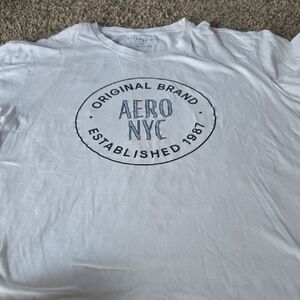 · ORIGINAL BRAND ·
AERO
NYC
ESTABLISHED 1987